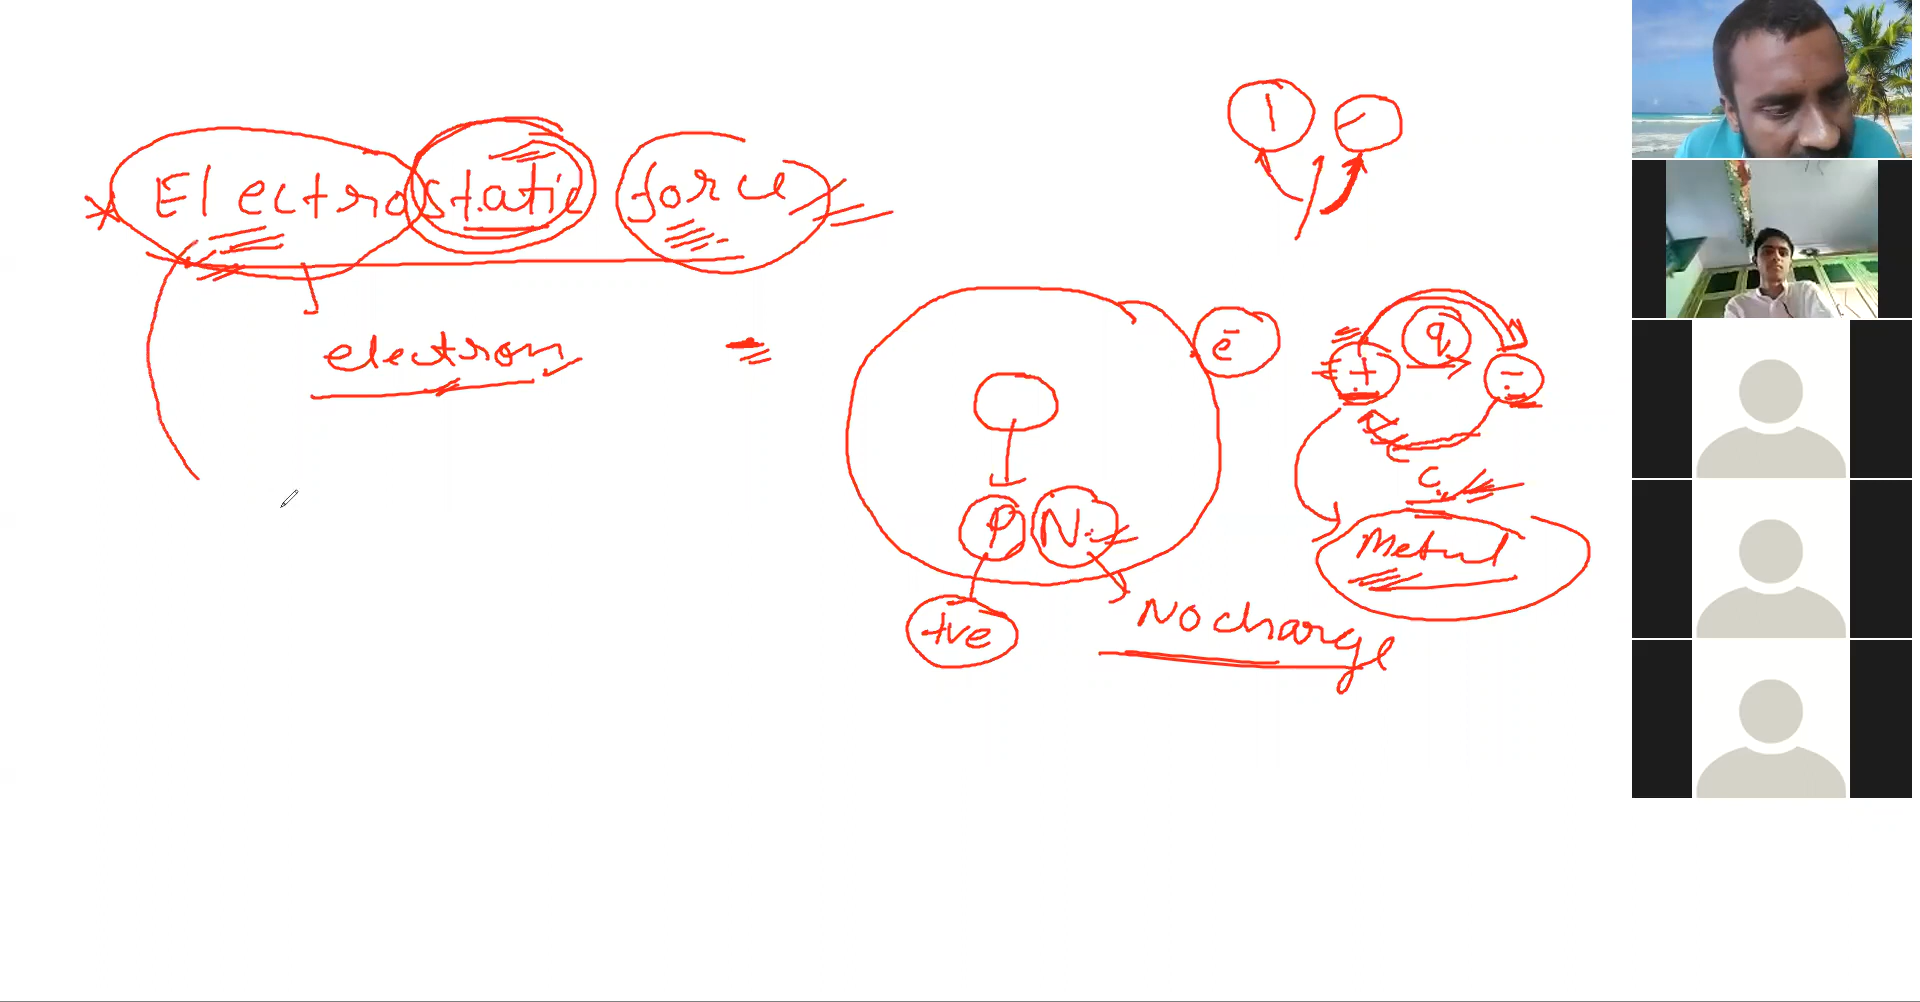 Electrostatic force
electron
e-
+ q -
P N
C
Metal
+ve
No charge